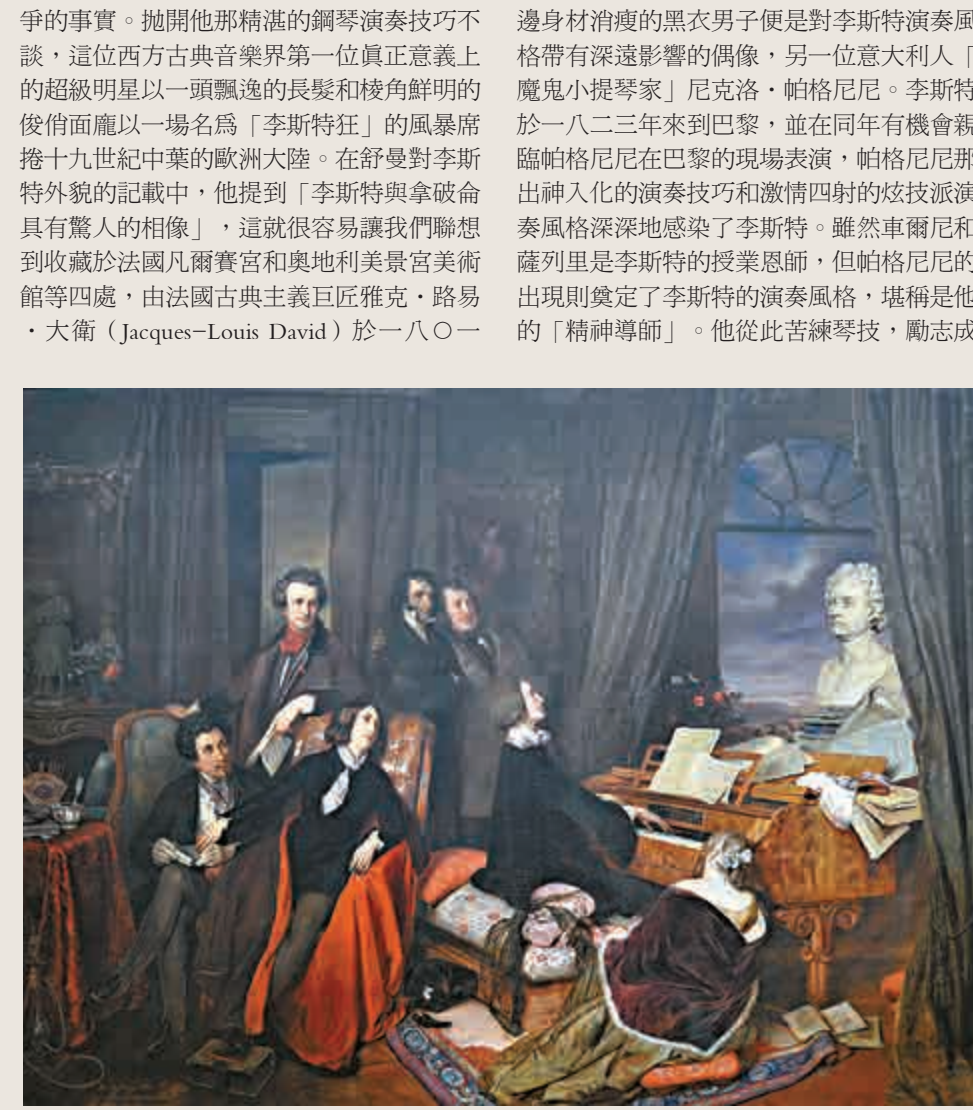 爭的事實。拋開他那精湛的鋼琴演奏技巧不
談，這位西方古典音樂界第一位眞正意義上
的超級明星以一頭飄逸的長髮和棱角鮮明的
俊俏面龐以一場名爲「李斯特狂」的風暴席
捲十九世紀中葉的歐洲大陸。在舒曼對李斯
特外貌的記載中，他提到「李斯特與拿破侖
具有驚人的相像」，這就很容易讓我們聯想
到收藏於法國凡爾賽宮和奧地利美景宮美術
館等四處，由法國古典主義巨匠雅克・路易
・大衛（Jacques-Louis David）於一八〇一
邊身材消瘦的黑衣男子便是對李斯特演奏風
格帶有深遠影響的偶像，另一位意大利人「
魔鬼小提琴家」尼克洛・帕格尼尼。李斯特
於一八二三年來到巴黎，並在同年有機會親
臨帕格尼尼在巴黎的現場表演，帕格尼尼那
出神入化的演奏技巧和激情四射的炫技派演
奏風格深深地感染了李斯特。雖然車爾尼和
薩列里是李斯特的授業恩師，但帕格尼尼的
出現則奠定了李斯特的演奏風格，堪稱是他
的「精神導師」。他從此苦練琴技，勵志成